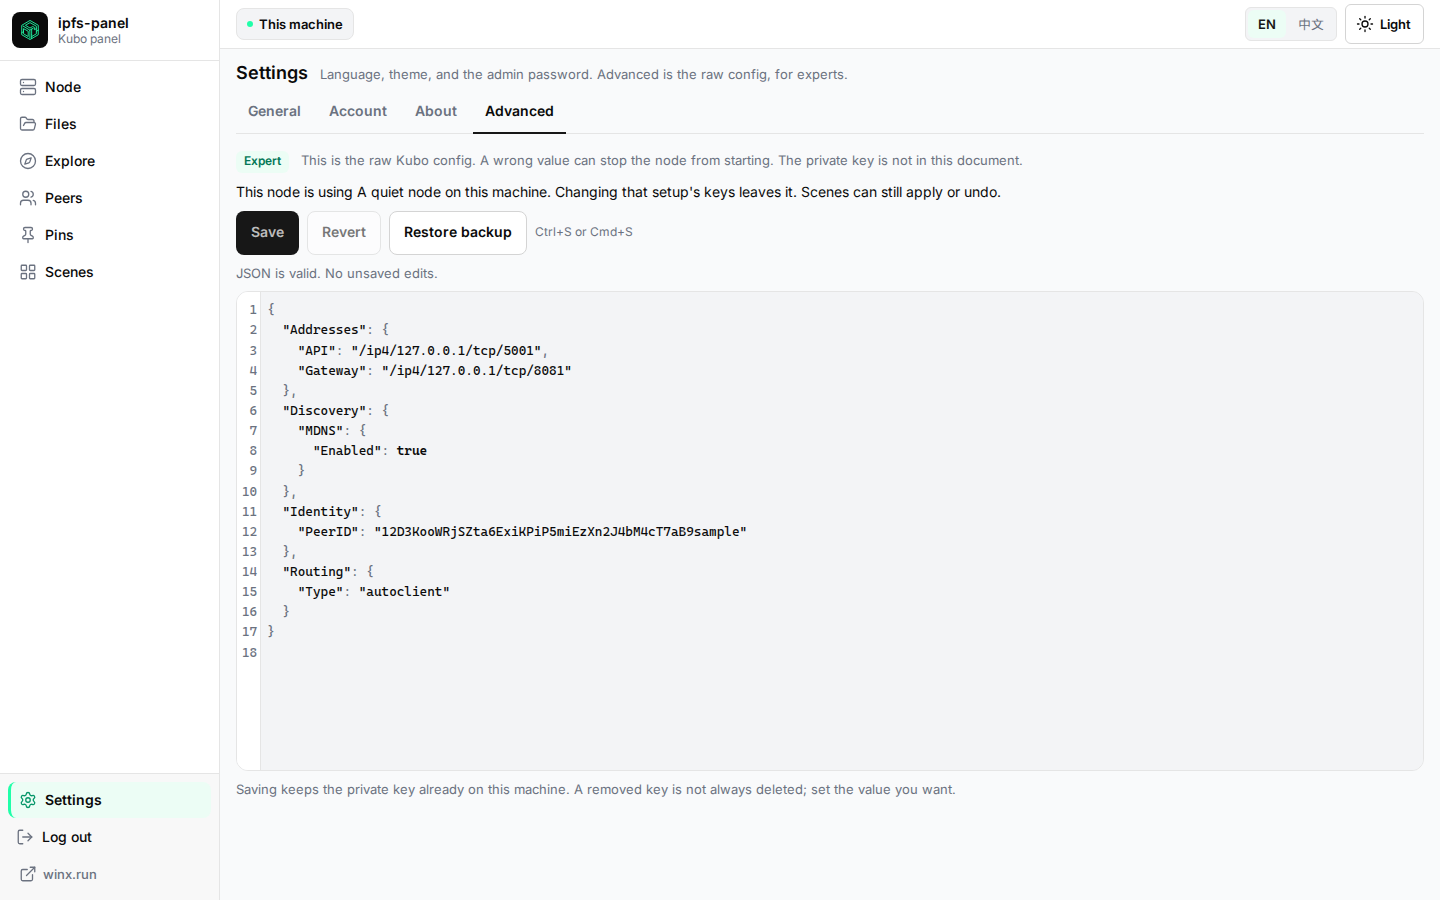 ipfs-panel
Kubo panel
Node
Files
Explore
Peers
Pins
Scenes
Settings
Log out
winx.run
This machine
EN
中文
Light
Settings Language, theme, and the admin password. Advanced is the raw config, for experts.
General Account About Advanced
Expert This is the raw Kubo config. A wrong value can stop the node from starting. The private key is not in this document.
This node is using A quiet node on this machine. Changing that setup's keys leaves it. Scenes can still apply or undo.
Save Revert Restore backup Ctrl+S or Cmd+S
JSON is valid. No unsaved edits.
1 {
2   "Addresses": {
3     "API": "/ip4/127.0.0.1/tcp/5001",
4     "Gateway": "/ip4/127.0.0.1/tcp/8081"
5   },
6   "Discovery": {
7     "MDNS": {
8       "Enabled": true
9     }
10   },
11   "Identity": {
12     "PeerID": "12D3KooWRjSZta6ExiKPiP5miEzXn2J4bM4cT7aB9sample"
13   },
14   "Routing": {
15     "Type": "autoclient"
16   }
17 }
18
Saving keeps the private key already on this machine. A removed key is not always deleted; set the value you want.